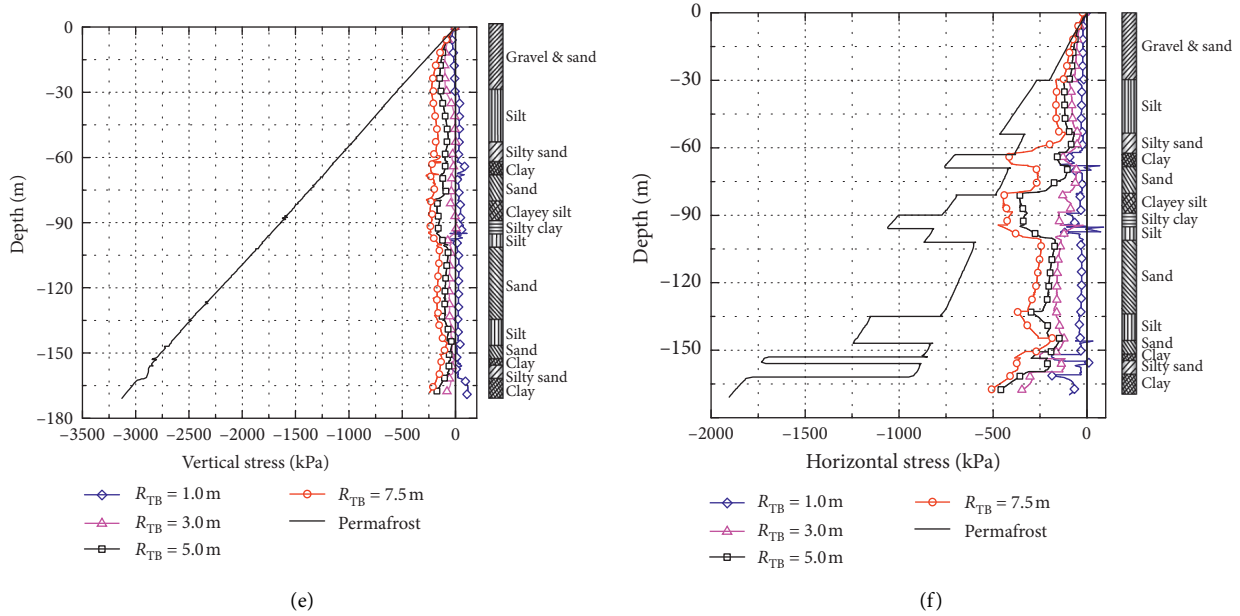 0
−30
−60
−90
−120
−150
−180
Depth (m)
−3500 −3000 −2500 −2000 −1500 −1000 −500 0
Vertical stress (kPa)
Gravel & sand
Silt
Silty sand
Clay
Sand
Clayey silt
Silty clay
Silt
Sand
Silt
Sand
Clay
Silty sand
Clay
R_TB = 1.0 m
R_TB = 3.0 m
R_TB = 5.0 m
R_TB = 7.5 m
Permafrost
(e)
0
−30
−60
−90
−120
−150
Depth (m)
−2000 −1500 −1000 −500 0
Horizontal stress (kPa)
Gravel & sand
Silt
Silty sand
Clay
Sand
Clayey silt
Silty clay
Silt
Sand
Silt
Sand
Clay
Silty sand
Clay
R_TB = 1.0 m
R_TB = 3.0 m
R_TB = 5.0 m
R_TB = 7.5 m
Permafrost
(f)